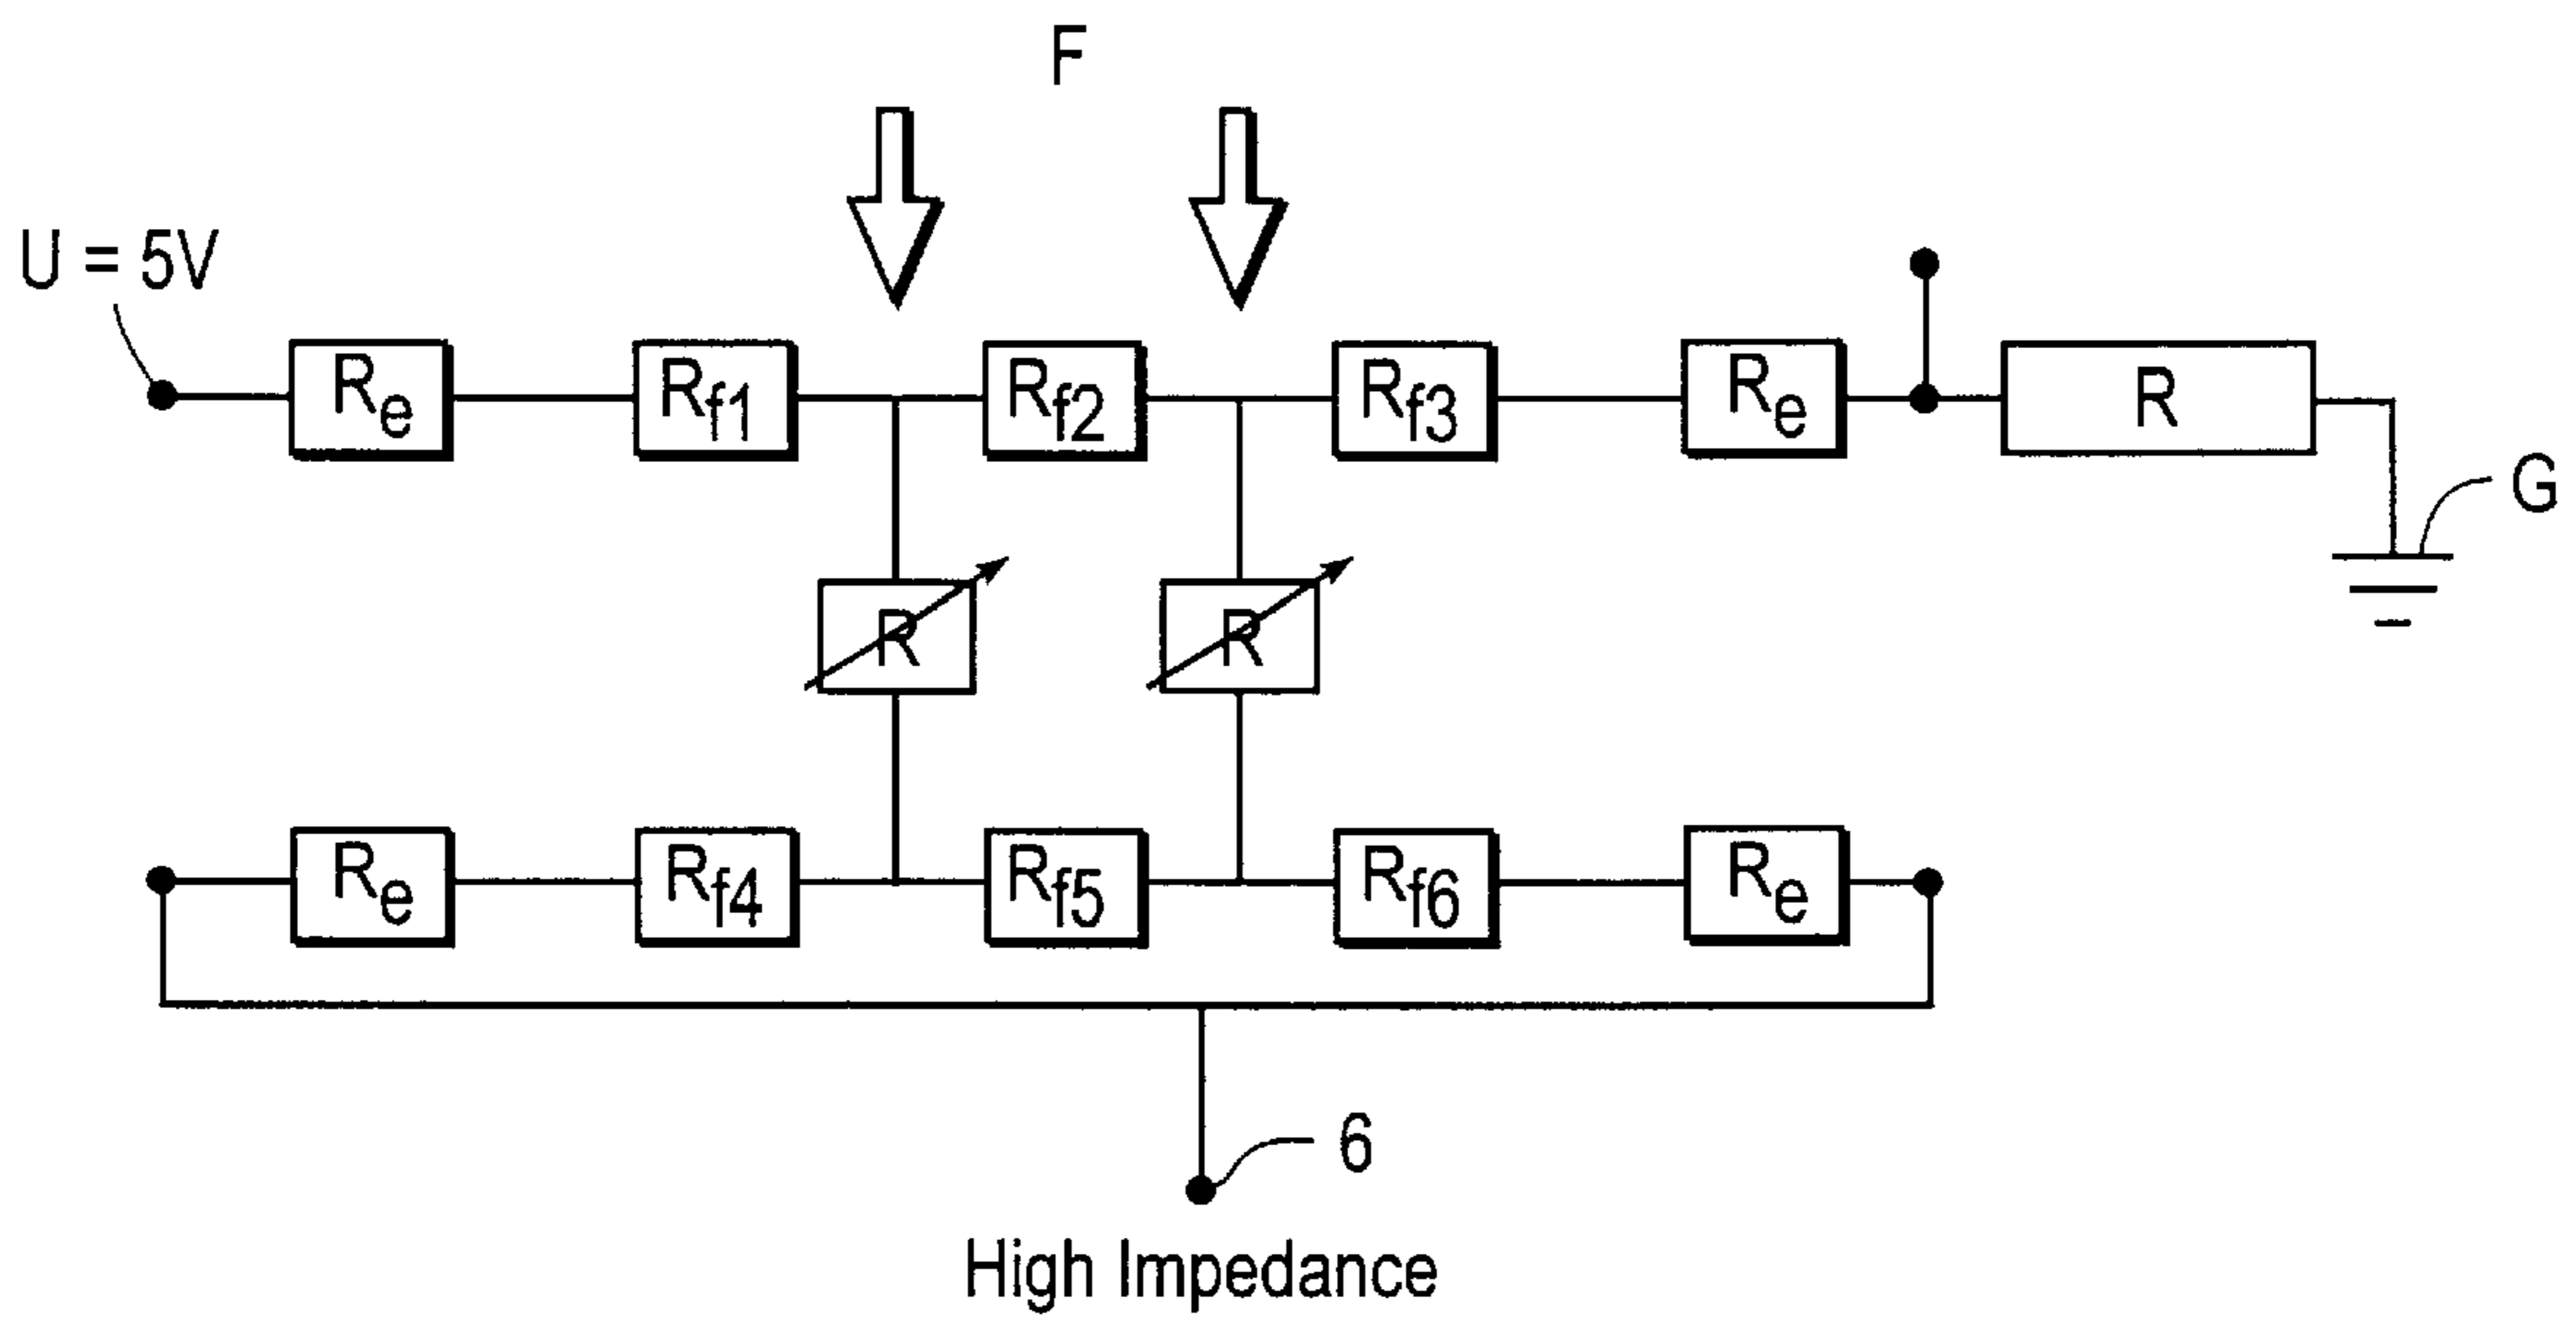 F
U = 5V
Re Rf1 Rf2 Rf3 Re R
G
R R
Re Rf4 Rf5 Rf6 Re
6
High Impedance